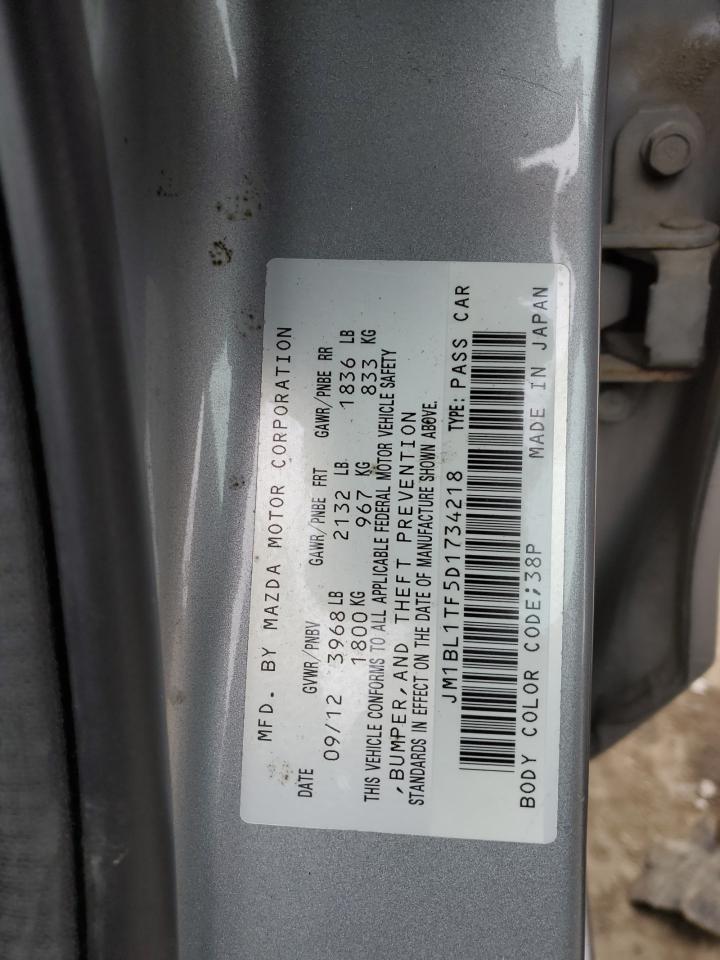 MFD. BY MAZDA MOTOR CORPORATION
DATE GVWR/PNBV GAWR/PNBE FRT GAWR/PNBE RR
09/12 3968 LB 2132 LB 1836 LB
1800 KG 967 KG 833 KG
THIS VEHICLE CONFORMS TO ALL APPLICABLE FEDERAL MOTOR VEHICLE SAFETY
,BUMPER,AND THEFT PREVENTION
STANDARDS IN EFFECT ON THE DATE OF MANUFACTURE SHOWN ABOVE.
JM1BL1TF5D1734218 TYPE: PASS CAR
BODY COLOR CODE;38P MADE IN JAPAN